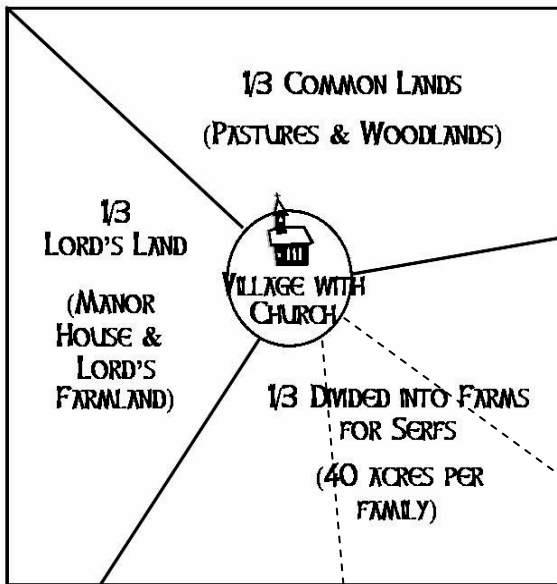 1/3 Common Lands
(Pastures & Woodlands)
1/3
Lord's Land
(Manor
House &
Lord's
Farmland)
Village with
Church
1/3 Divided into Farms
for Serfs
(40 acres per
family)